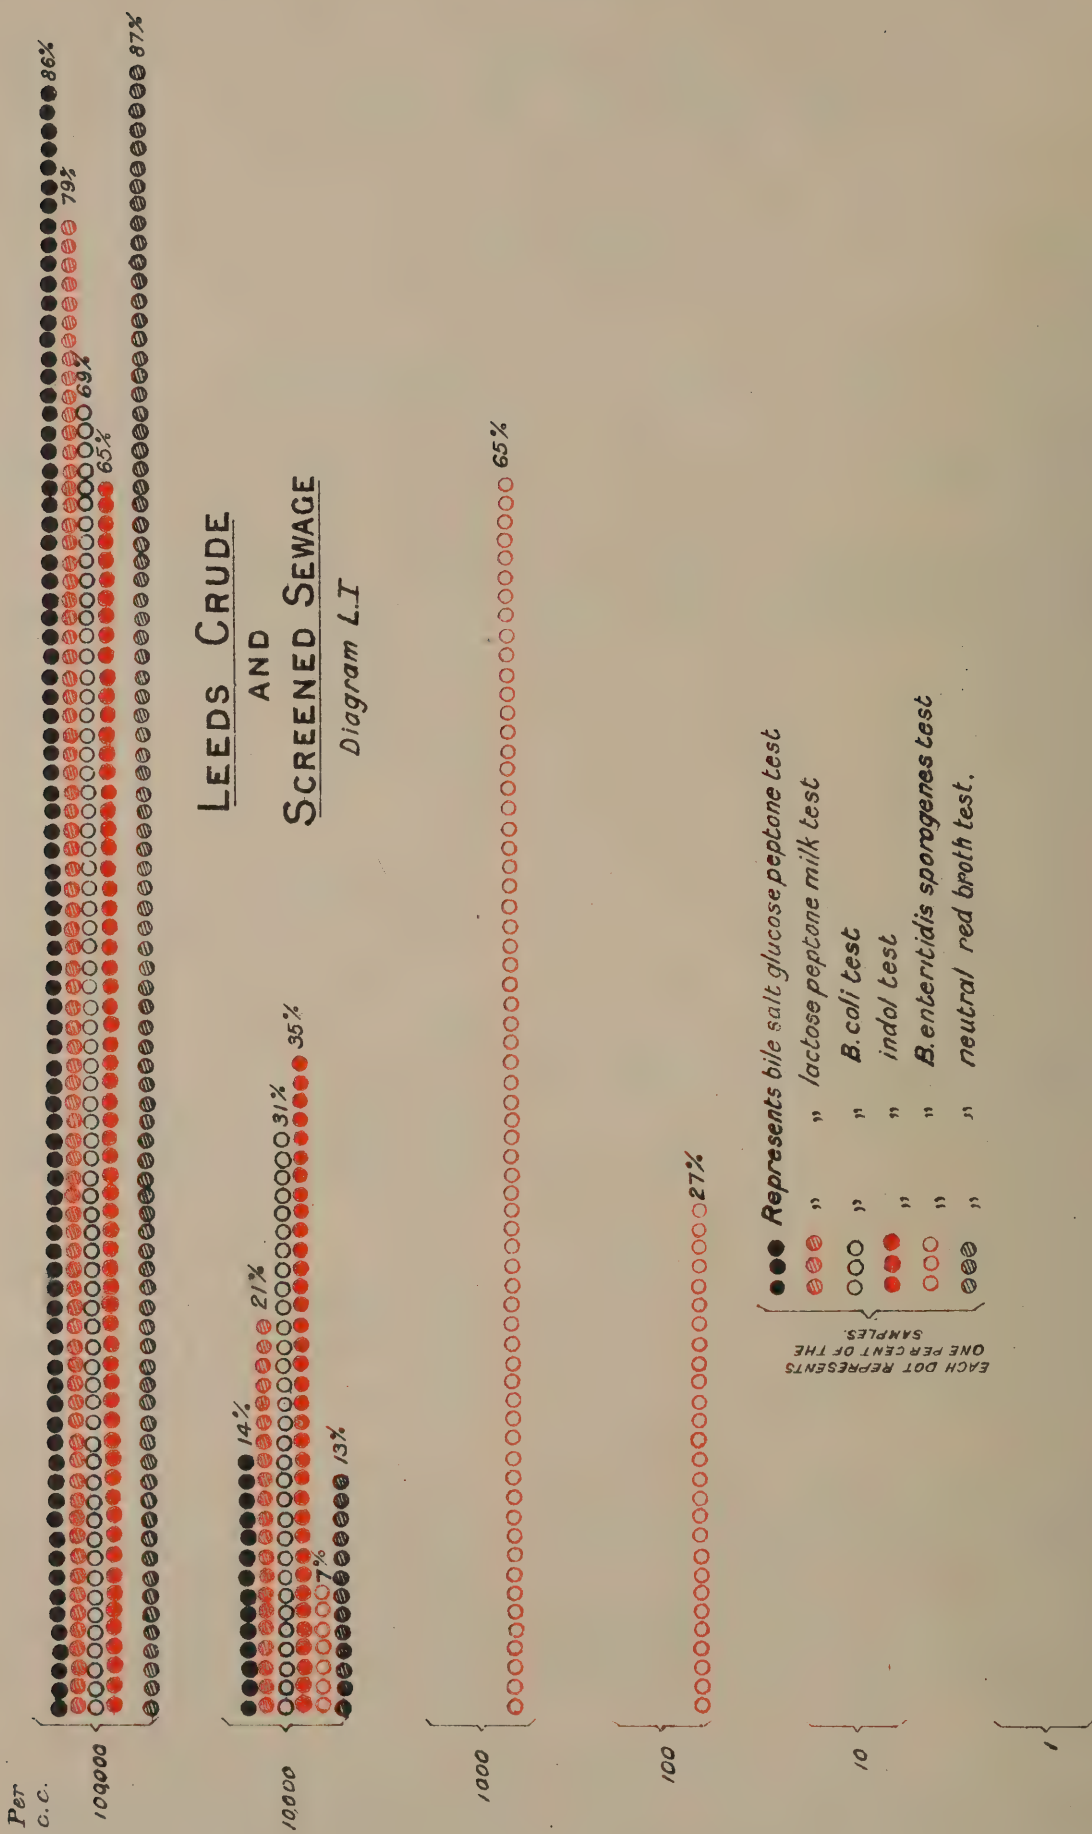 Per
c.c.
100,000
86%
79%
69%
65%
87%
LEEDS CRUDE
AND
SCREENED SEWAGE
Diagram L.I
10,000
14%
21%
31%
35%
7%
13%
1000
65%
100
27%
10
1
EACH DOT REPRESENTS
ONE PER CENT OF THE
SAMPLES.
Represents bile salt glucose peptone test
" " lactose peptone milk test
" " B. coli test
" " indol test
" " B. enteritidis sporogenes test
" " neutral red broth test.